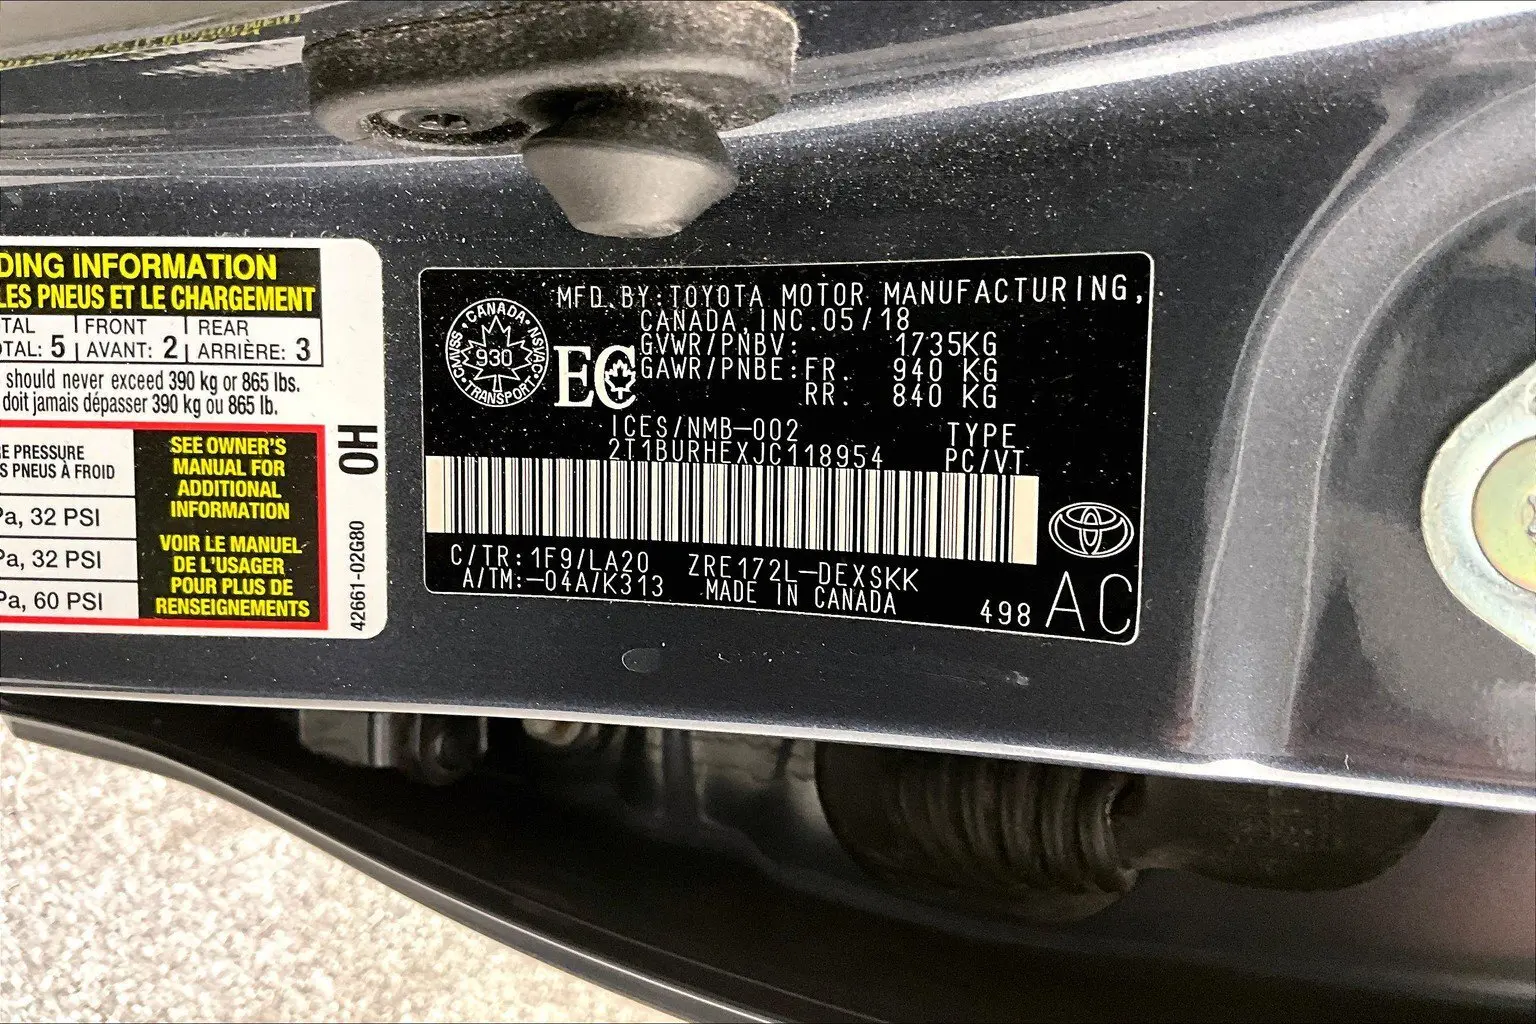 DING INFORMATION
LES PNEUS ET LE CHARGEMENT
TAL FRONT REAR
OTAL: 5 AVANT: 2 ARRIÈRE: 3
should never exceed 390 kg or 865 lbs.
doit jamais dépasser 390 kg ou 865 lb.
E PRESSURE
S PNEUS À FROID
Pa, 32 PSI
Pa, 32 PSI
Pa, 60 PSI
SEE OWNER'S
MANUAL FOR
ADDITIONAL
INFORMATION
VOIR LE MANUEL
DE L'USAGER
POUR PLUS DE
RENSEIGNEMENTS
0H
42661-02G80
CANADA
NSVAC
TRANSPORT
CMVSS
930
EC
MFD.BY:TOYOTA MOTOR MANUFACTURING,
CANADA,INC.05/18
GVWR/PNBV: 1735KG
GAWR/PNBE:FR. 940 KG
RR. 840 KG
ICES/NMB-002 TYPE
2T1BURHEXJC118954 PC/VT
C/TR:1F9/LA20 ZRE172L-DEXSKK
A/TM:-04A/K313 MADE IN CANADA
498 AC